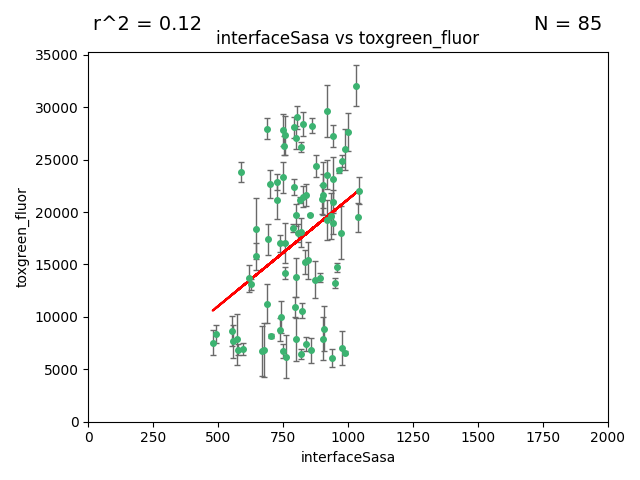 r^2 = 0.12
N = 85
interfaceSasa vs toxgreen_fluor
toxgreen_fluor
35000
30000
25000
20000
15000
10000
5000
0
0 250 500 750 1000 1250 1500 1750 2000
interfaceSasa